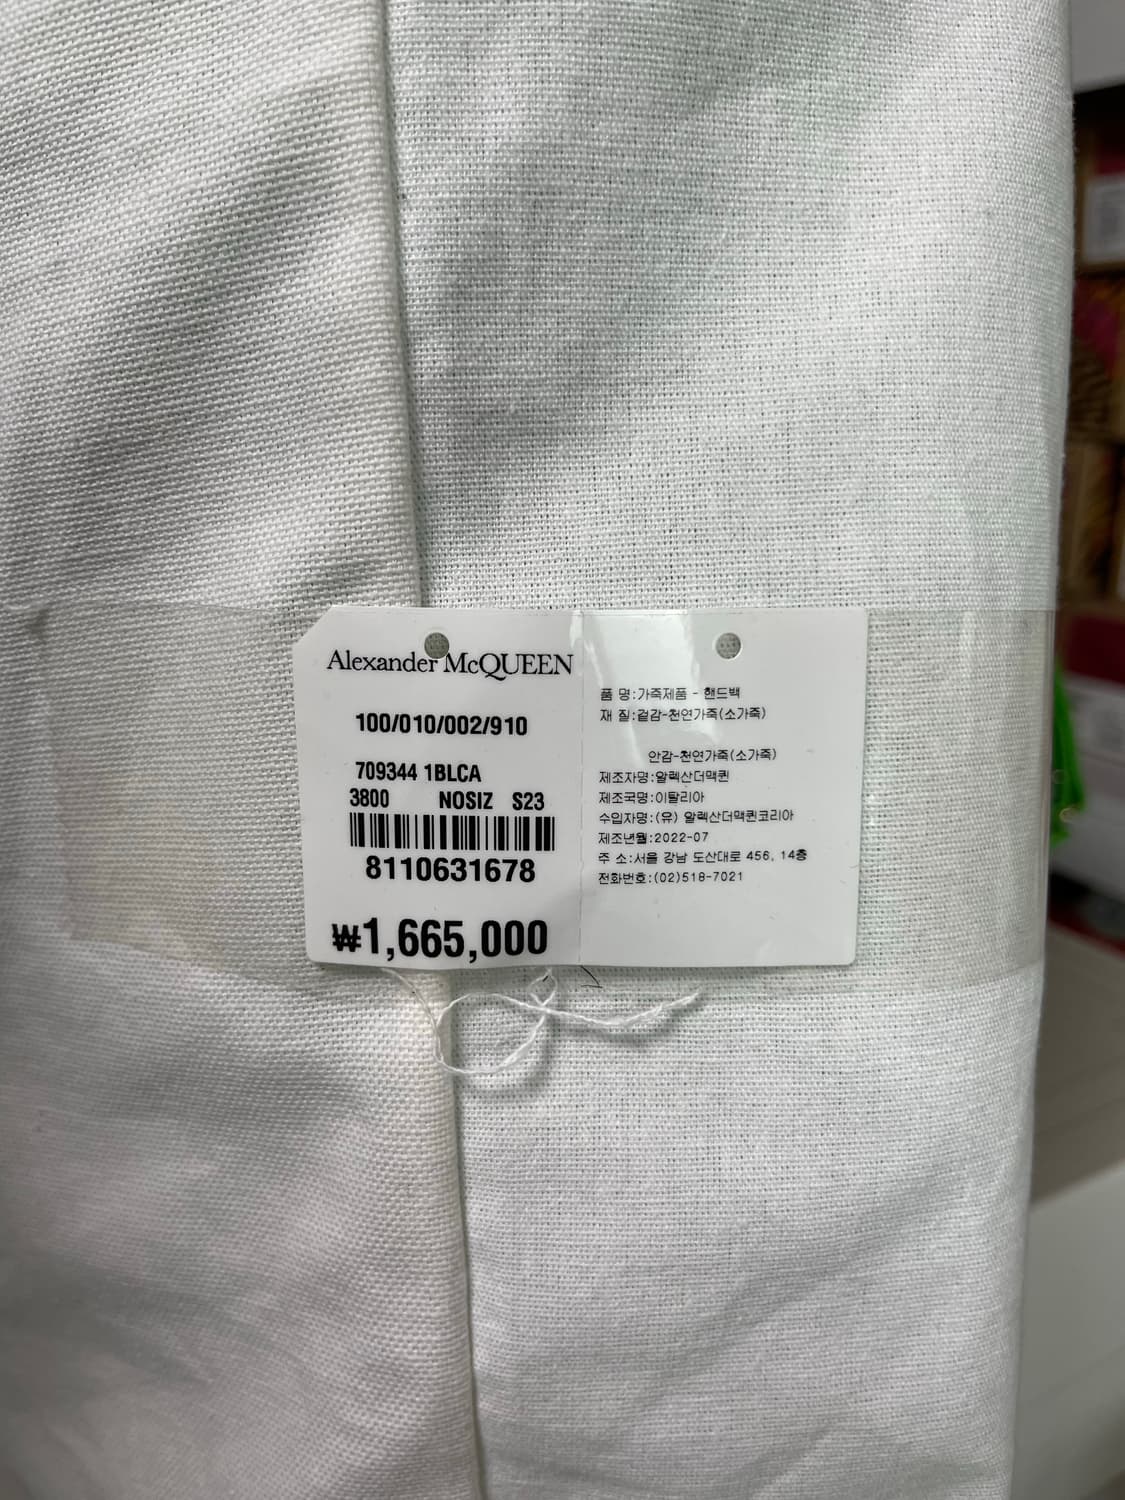 Alexander McQUEEN
100/010/002/910
709344 1BLCA
3800 NOSIZ S23
8110631678
₩1,665,000
품 명:가죽제품 - 핸드백
재 질:겉감-천연가죽(소가죽)
안감-천연가죽(소가죽)
제조자명:알렉산더맥퀸
제조국명:이탈리아
수입자명:(유) 알렉산더맥퀸코리아
제조년월:2022-07
주 소:서울 강남 도산대로 456, 14층
전화번호:(02)518-7021